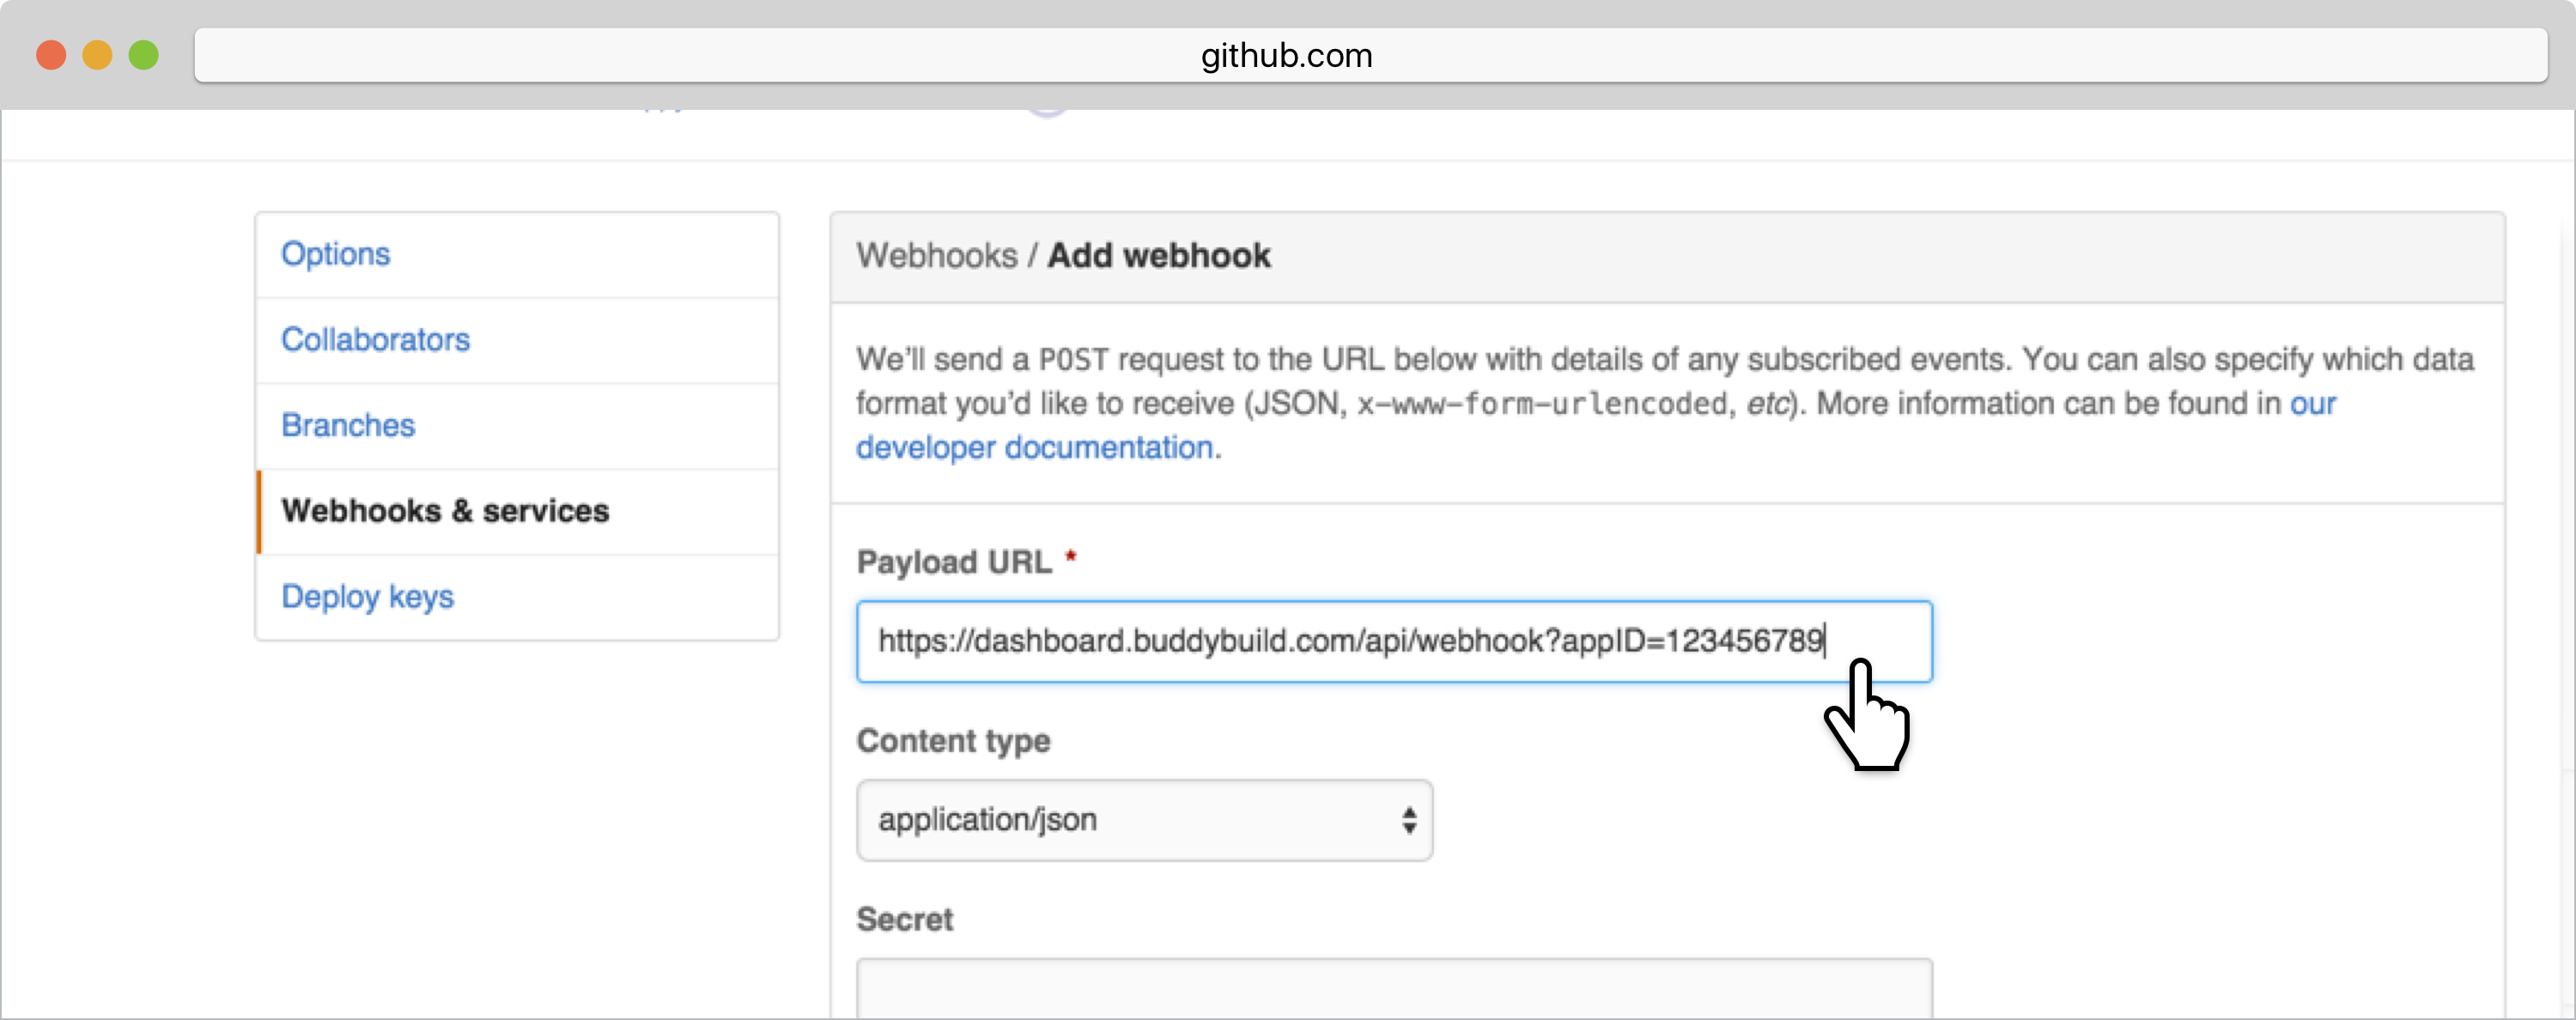 github.com
Options
Collaborators
Branches
Webhooks & services
Deploy keys
Webhooks / Add webhook
We’ll send a POST request to the URL below with details of any subscribed events. You can also specify which data
format you’d like to receive (JSON, x-www-form-urlencoded, etc). More information can be found in our
developer documentation.
Payload URL *
https://dashboard.buddybuild.com/api/webhook?appID=123456789
Content type
application/json
Secret